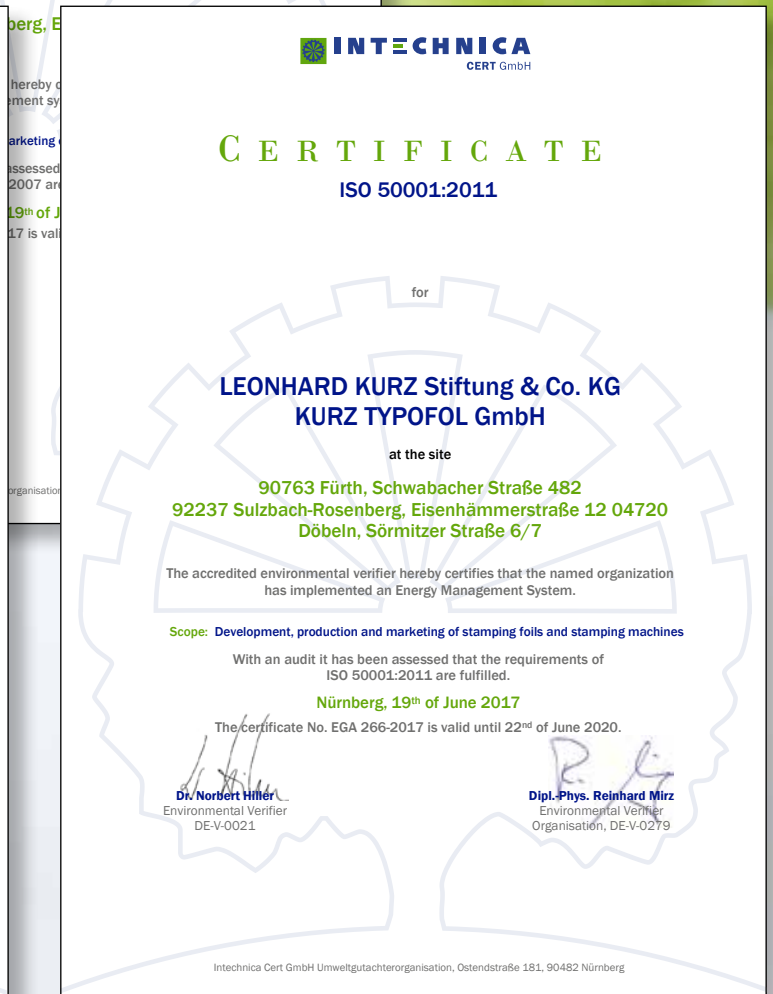 berg, E
hereby
ement sy
arketing
assessed
2007 are
19th of J
17 is vali
organisation
INTECHNICA
CERT GmbH
CERTIFICATE
ISO 50001:2011
for
LEONHARD KURZ Stiftung & Co. KG
KURZ TYPOFOL GmbH
at the site
90763 Fürth, Schwabacher Straße 482
92237 Sulzbach-Rosenberg, Eisenhämmerstraße 12 04720
Döbeln, Sörmitzer Straße 6/7
The accredited environmental verifier hereby certifies that the named organization
has implemented an Energy Management System.
Scope: Development, production and marketing of stamping foils and stamping machines
With an audit it has been assessed that the requirements of
ISO 50001:2011 are fulfilled.
Nürnberg, 19th of June 2017
The certificate No. EGA 266-2017 is valid until 22nd of June 2020.
Dr. Norbert Hiller
Environmental Verifier
DE-V-0021
Dipl.-Phys. Reinhard Mirz
Environmental Verifier
Organisation, DE-V-0279
Intechnica Cert GmbH Umweltgutachterorganisation, Ostendstraße 181, 90482 Nürnberg